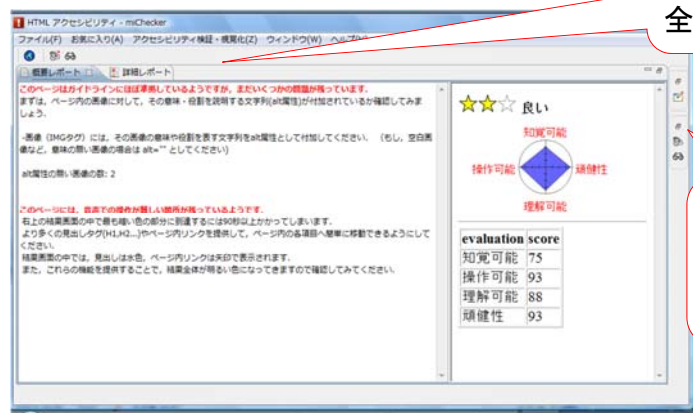 HTML アクセシビリティ - miChecker
全
ファイル(F) お気に入り(A) アクセシビリティ検証・視覚化(Z) ウィンドウ(W) ヘルプ(H)
概要レポート 詳細レポート
このページはガイドラインにほぼ準拠しているようですが，まだいくつかの問題が残っています．
まずは，ページ内の画像に対して，その意味・役割を説明する文字列(alt属性)が付加されているか確認してみま
しょう．
-画像（IMGタグ）には，その画像の意味や役割を表す文字列をalt属性として付加してください．（もし，空白画
像など，意味の無い画像の場合は alt="" としてください)
alt属性の無い画像の数: 2
このページには，音声での操作が難しい箇所が残っているようです．
右上の結果画面の中で最も暗い色の部分に到達するには90秒以上かかってしまいます．
より多くの見出しタグ(H1,H2...)やページ内リンクを提供して，ページ内の各項目へ簡単に移動できるようにして
ください．
結果画面の中では，見出しは水色，ページ内リンクは矢印で表示されます．
また，これらの機能を提供することで，結果全体が明るい色になってきますので確認してみてください．
良い
知覚可能
操作可能 頑健性
理解可能
evaluation score
知覚可能 75
操作可能 93
理解可能 88
頑健性 93